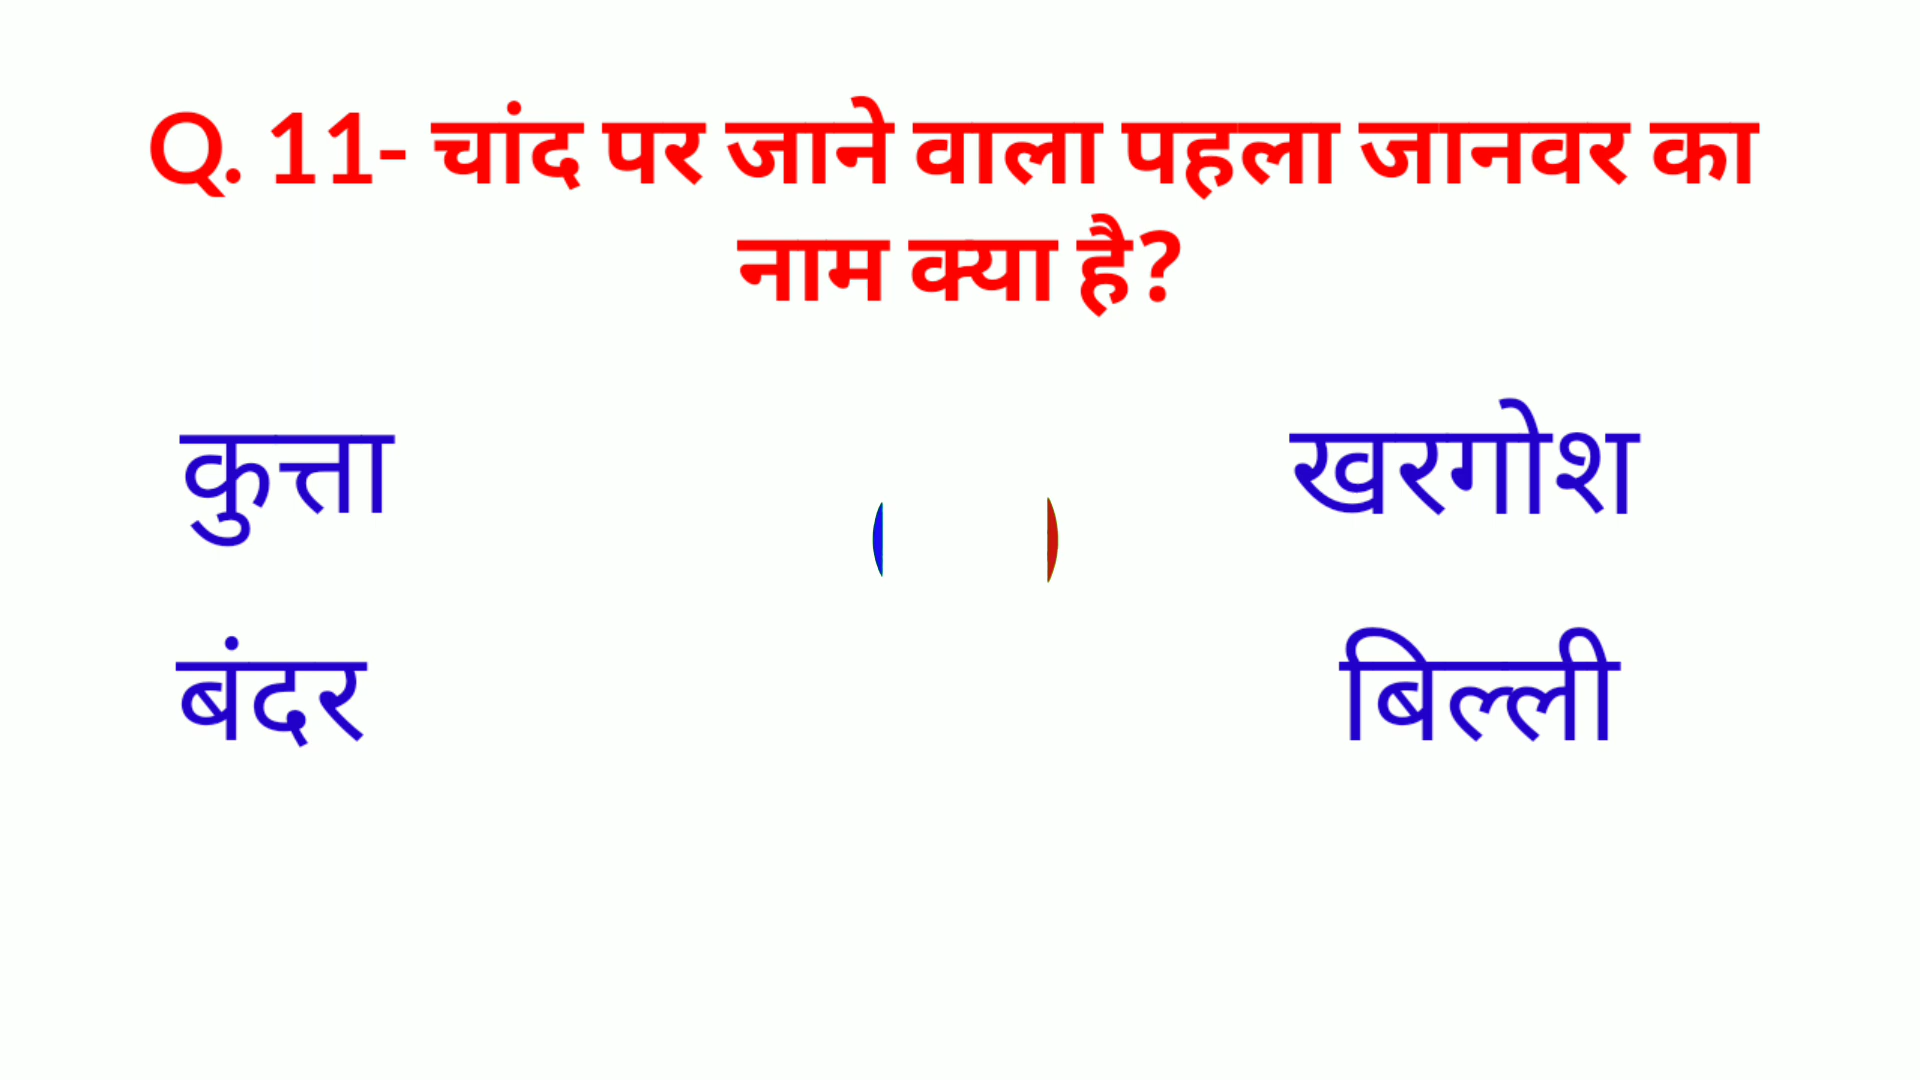 Q. 11- चांद पर जाने वाला पहला जानवर का
नाम क्या है?
कुत्ता
खरगोश
बंदर
बिल्ली